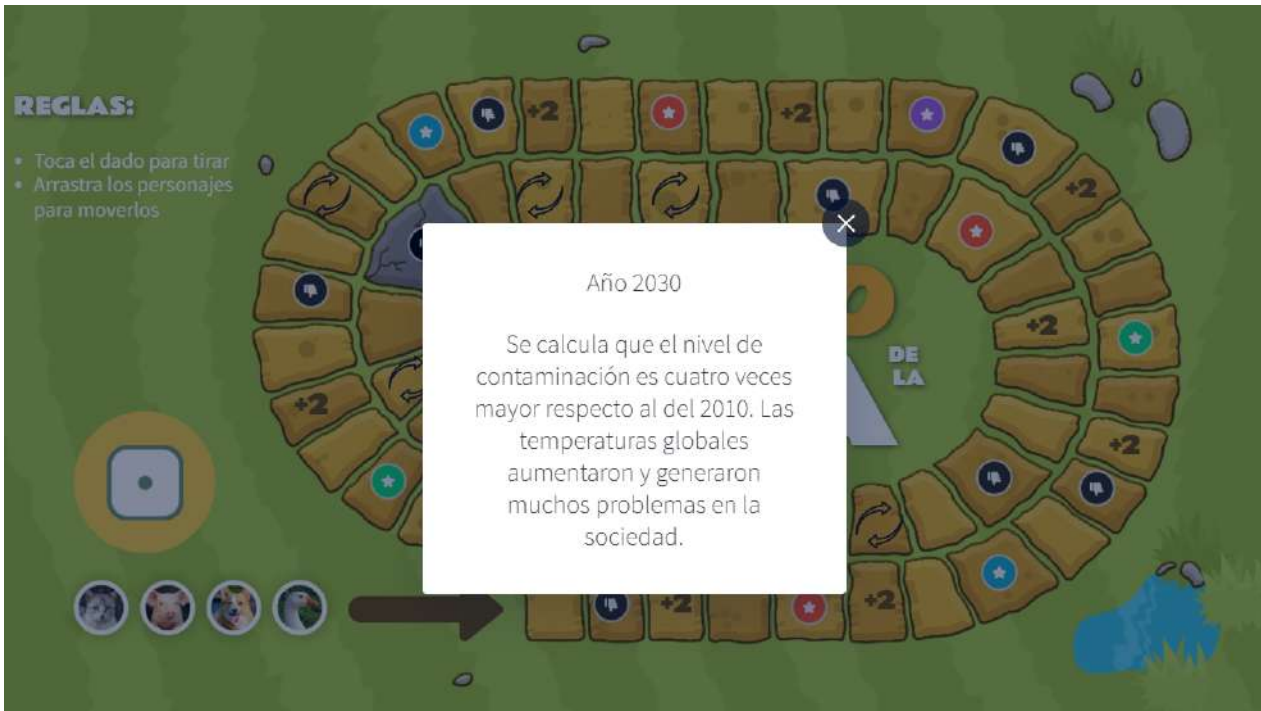 REGLAS:
• Toca el dado para tirar
• Arrastra los personajes
para moverlos
+2
+2
+2
+2
+2
+2
+2
+2
DE
LA
Año 2030
Se calcula que el nivel de
contaminación es cuatro veces
mayor respecto al del 2010. Las
temperaturas globales
aumentaron y generaron
muchos problemas en la
sociedad.